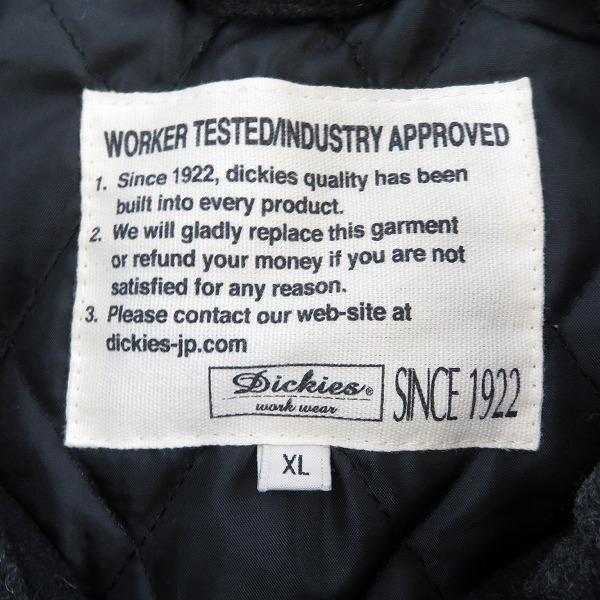 WORKER TESTED/INDUSTRY APPROVED
1. Since 1922, dickies quality has been
built into every product.
2. We will gladly replace this garment
or refund your money if you are not
satisfied for any reason.
3. Please contact our web-site at
dickies-jp.com
Dickies®
work wear
SINCE 1922
XL